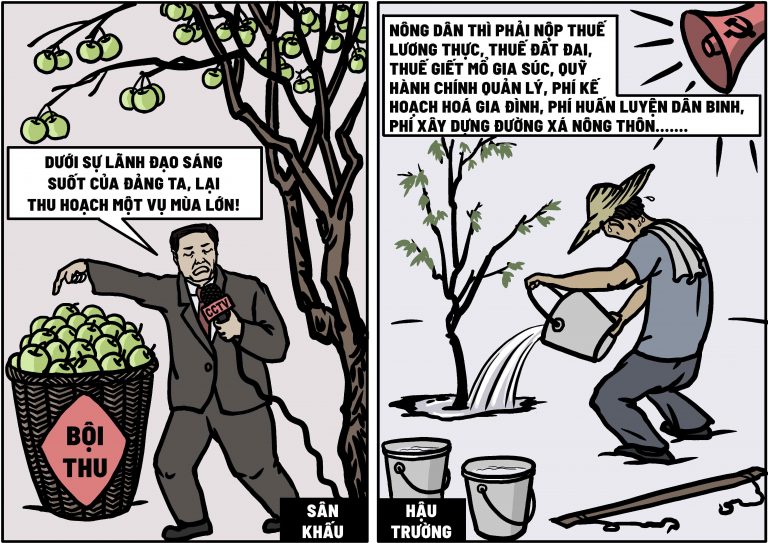 DƯỚI SỰ LÃNH ĐẠO SÁNG
SUỐT CỦA ĐẢNG TA, LẠI
THU HOẠCH MỘT VỤ MÙA LỚN!
CCTV
BỘI
THU
SÂN
KHẤU
NÔNG DÂN THÌ PHẢI NỘP THUẾ
LƯƠNG THỰC, THUẾ ĐẤT ĐAI,
THUẾ GIẾT MỔ GIA SÚC, QUỸ
HÀNH CHÍNH QUẢN LÝ, PHÍ KẾ
HOẠCH HOÁ GIA ĐÌNH, PHÍ HUẤN LUYỆN DÂN BINH,
PHÍ XÂY DỰNG ĐƯỜNG XÁ NÔNG THÔN.......
HẬU
TRƯỜNG